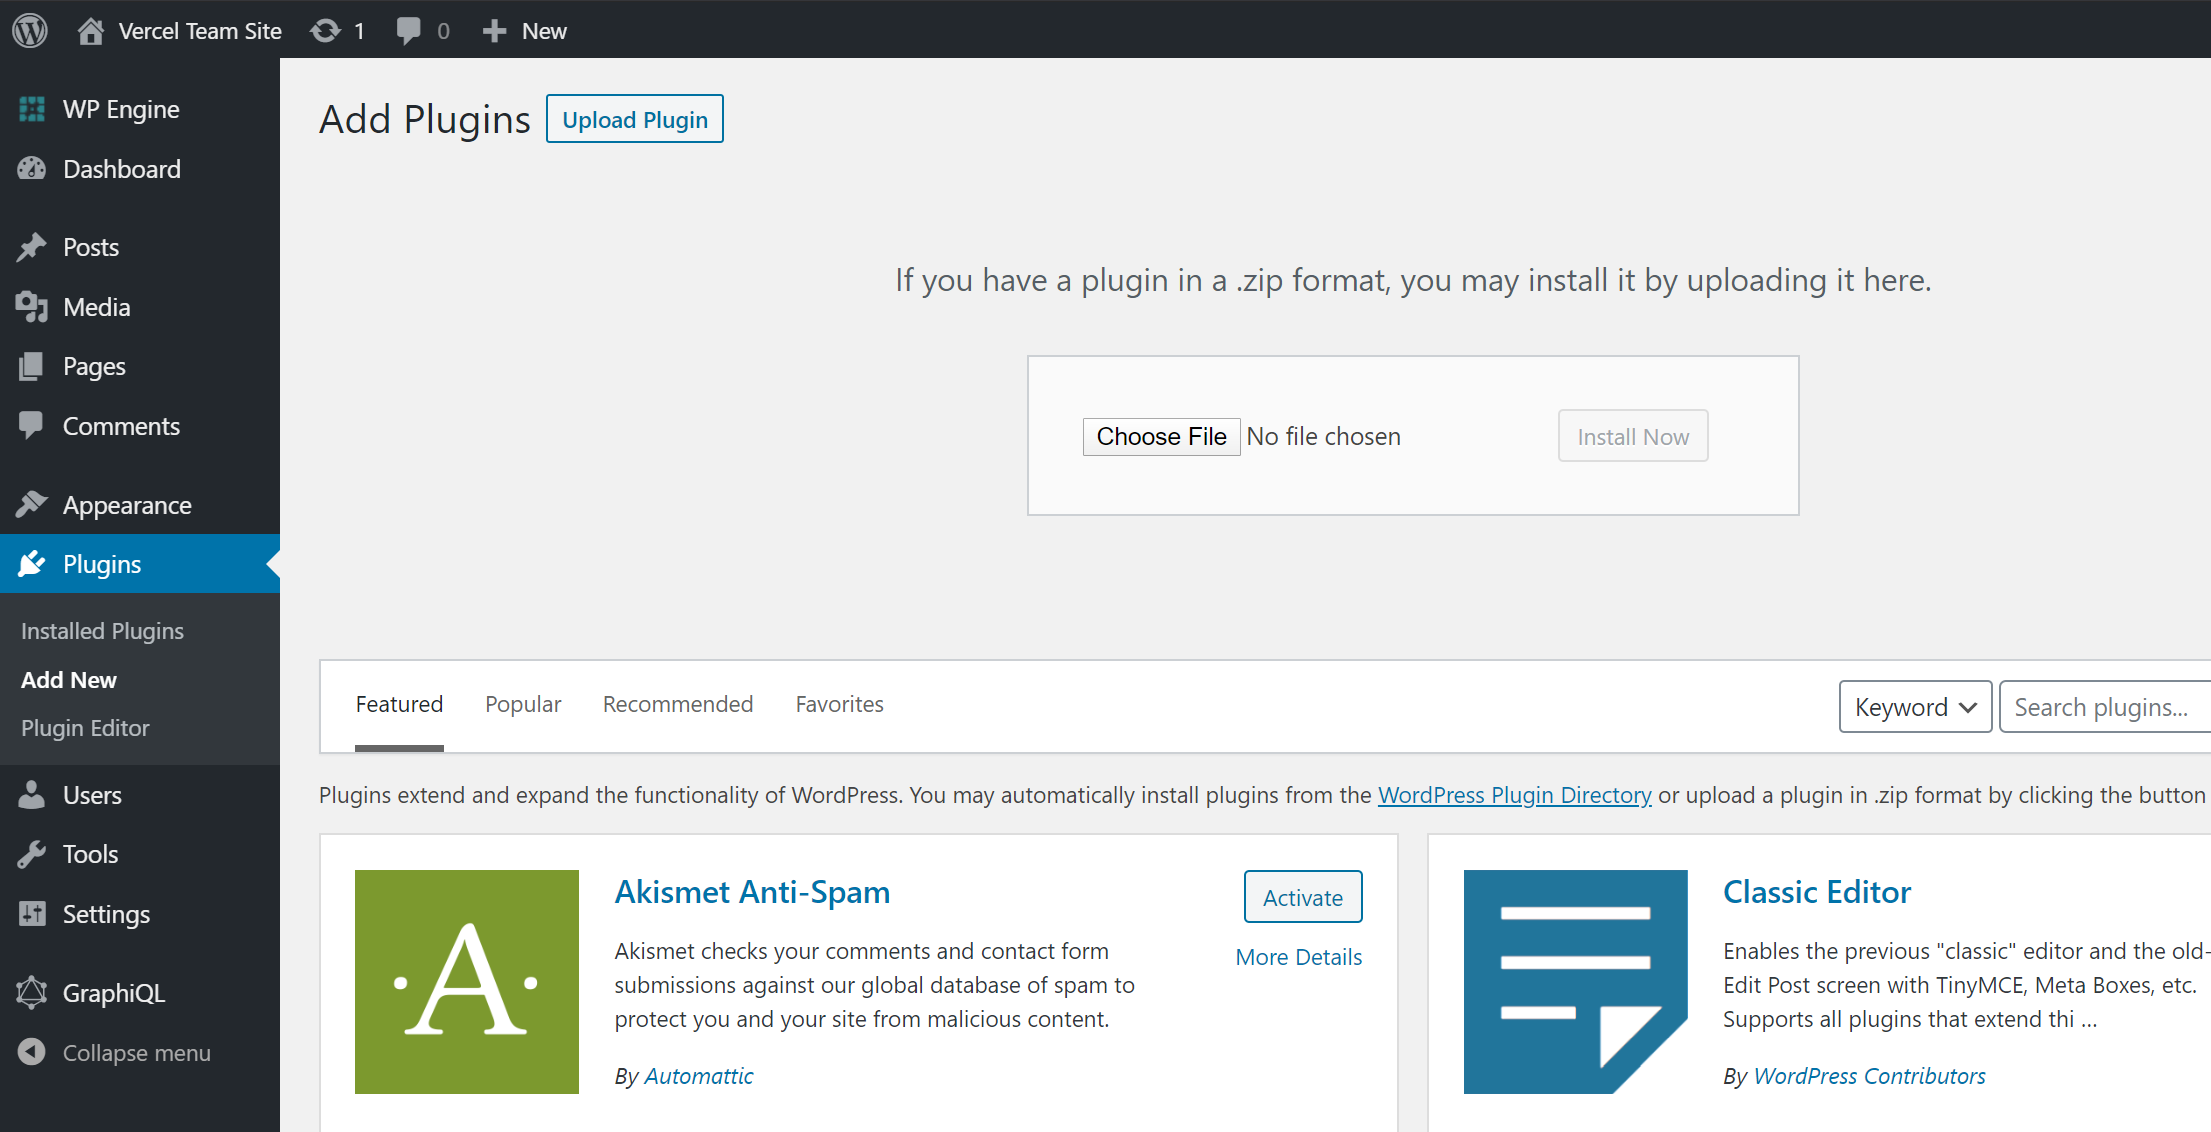 Vercel Team Site 1 0 New
WP Engine
Dashboard
Posts
Media
Pages
Comments
Appearance
Plugins
Installed Plugins
Add New
Plugin Editor
Users
Tools
Settings
GraphiQL
Collapse menu
Add Plugins Upload Plugin
If you have a plugin in a .zip format, you may install it by uploading it here.
Choose File No file chosen Install Now
Featured Popular Recommended Favorites Keyword Search plugins...
Plugins extend and expand the functionality of WordPress. You may automatically install plugins from the WordPress Plugin Directory or upload a plugin in .zip format by clicking the button
A
Akismet Anti-Spam
Activate
More Details
Akismet checks your comments and contact form
submissions against our global database of spam to
protect you and your site from malicious content.
By Automattic
Classic Editor
Enables the previous "classic" editor and the old-
Edit Post screen with TinyMCE, Meta Boxes, etc.
Supports all plugins that extend thi ...
By WordPress Contributors